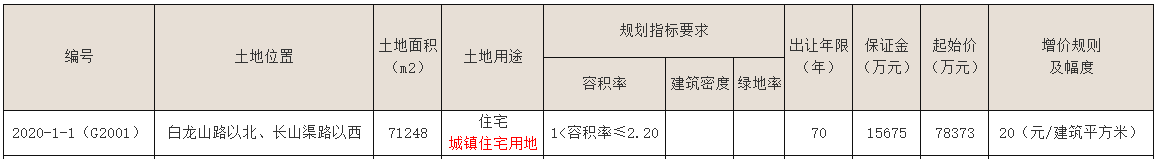 编号
土地位置
土地面积
（m2）
土地用途
规划指标要求
容积率
建筑密度
绿地率
出让年限
（年）
保证金
（万元）
起始价
（万元）
增价规则
及幅度
2020-1-1（G2001）
白龙山路以北、长山渠路以西
71248
住宅
城镇住宅用地
1<容积率≤2.20
70
15675
78373
20（元/建筑平方米）